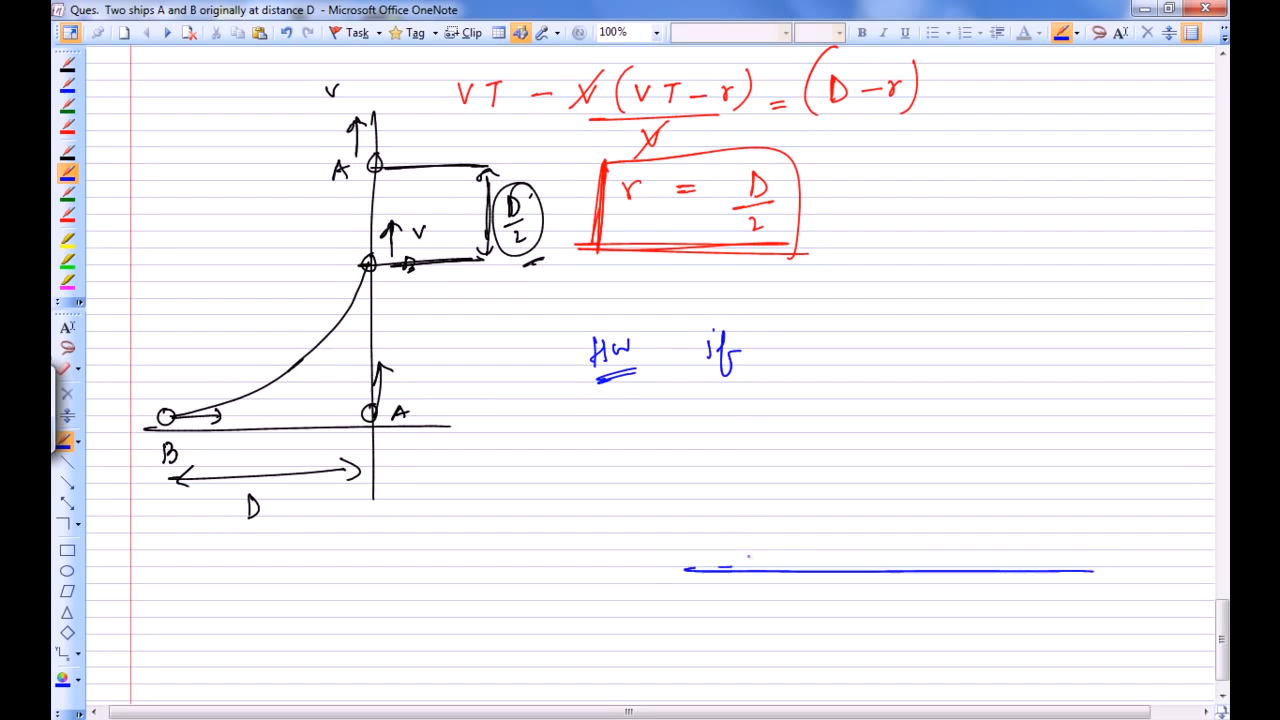 Ques. Two ships A and B originally at distance D - Microsoft Office OneNote
Task Tag Clip 100% B I U A
V
VT - V(VT-r)/V = (D-r)
A
r = D/2
D/2
V
B
HW if
A
B
D